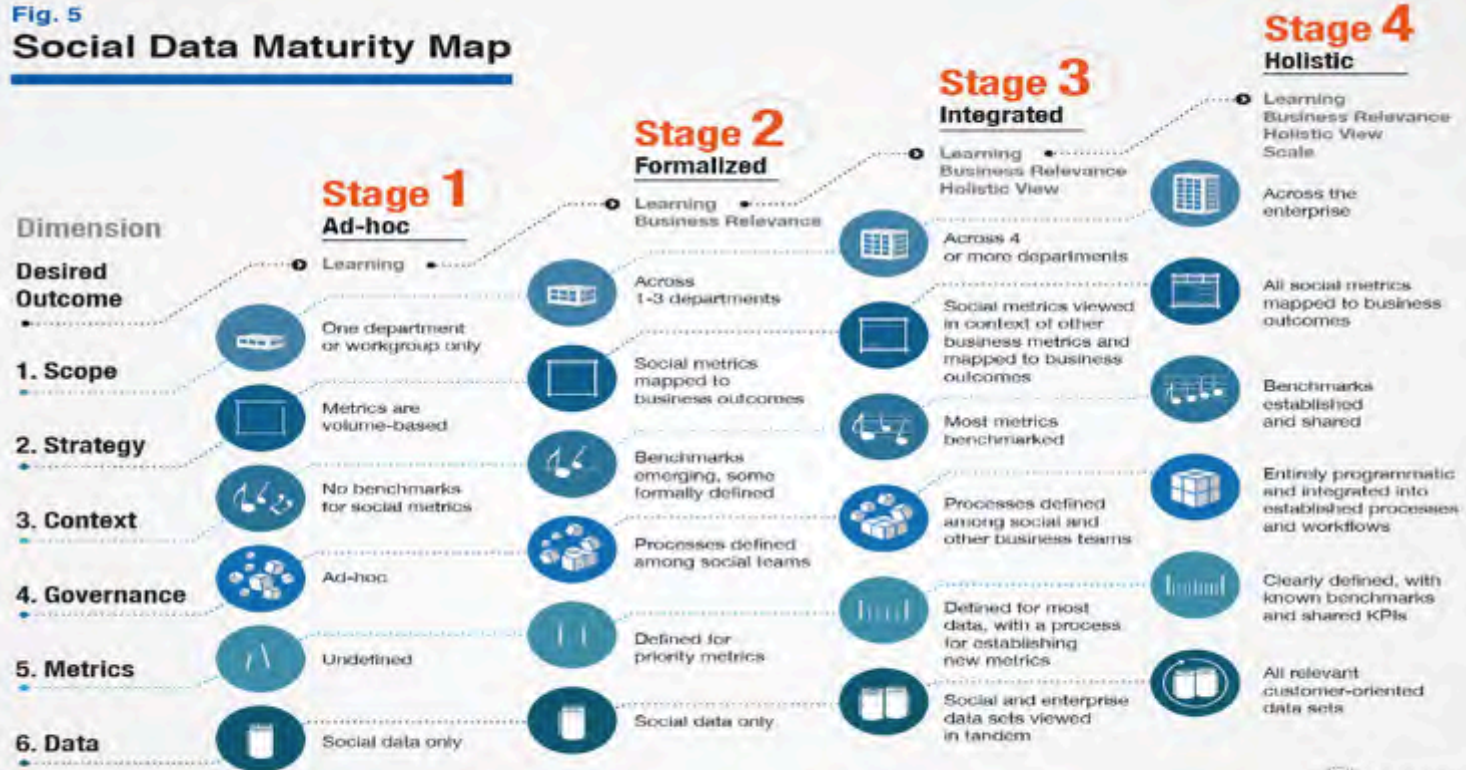 Fig. 5
Social Data Maturity Map
Dimension
Desired
Outcome
1. Scope
2. Strategy
3. Context
4. Governance
5. Metrics
6. Data
Stage 1
Ad-hoc
Learning
One department
or workgroup only
Metrics are
volume-based
No benchmarks
for social metrics
Ad-hoc
Undefined
Social data only
Stage 2
Formalized
Learning
Business Relevance
Across
1-3 departments
Social metrics
mapped to
business outcomes
Benchmarks
emerging, some
formally defined
Processes defined
among social teams
Defined for
priority metrics
Social data only
Stage 3
Integrated
Learning
Business Relevance
Holistic View
Across 4
or more departments
Social metrics viewed
in context of other
business metrics and
mapped to business
outcomes
Most metrics
benchmarked
Processes defined
among social and
other business teams
Defined for most
data, with a process
for establishing
new metrics
Social and enterprise
data sets viewed
in tandem
Stage 4
Holistic
Learning
Business Relevance
Holistic View
Scale
Across the
enterprise
All social metrics
mapped to business
outcomes
Benchmarks
established
and shared
Entirely programmatic
and integrated into
established processes
and workflows
Clearly defined, with
known benchmarks
and shared KPIs
All relevant
customer-oriented
data sets